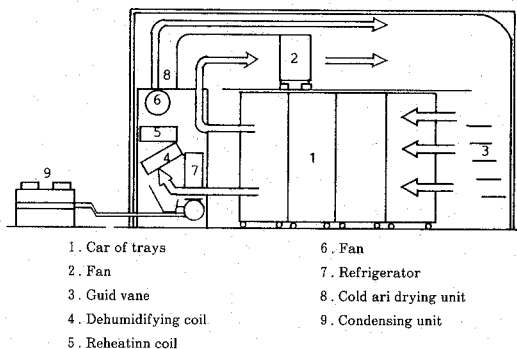 8
2
6
5
4
7
1
3
9
1. Car of trays
2. Fan
3. Guid vane
4. Dehumidifying coil
5. Reheatinn coil
6. Fan
7. Refrigerator
8. Cold ari drying unit
9. Condensing unit